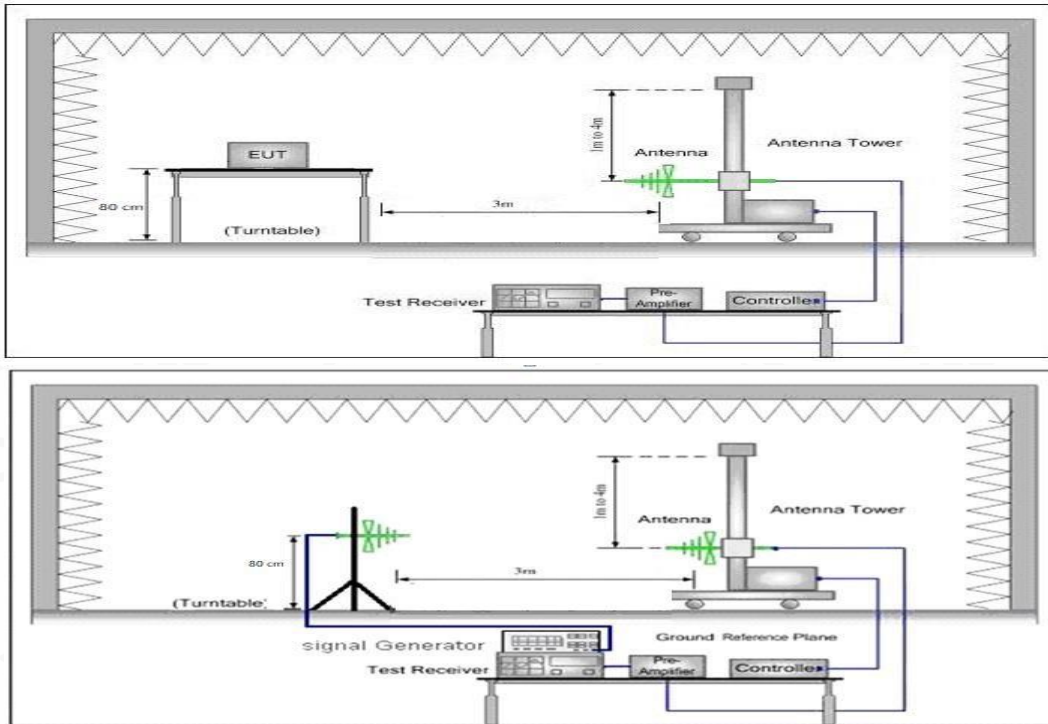 EUT
80 cm
(Turntable)
3m
1m to 4m
Antenna
Antenna Tower
Test Receiver
Pre-
Amplifier
Controller
1m to 4m
Antenna
Antenna Tower
80 cm
3m
(Turntable)
signal Generator
Ground Reference Plane
Test Receiver
Pre-
Amplifier
Controller